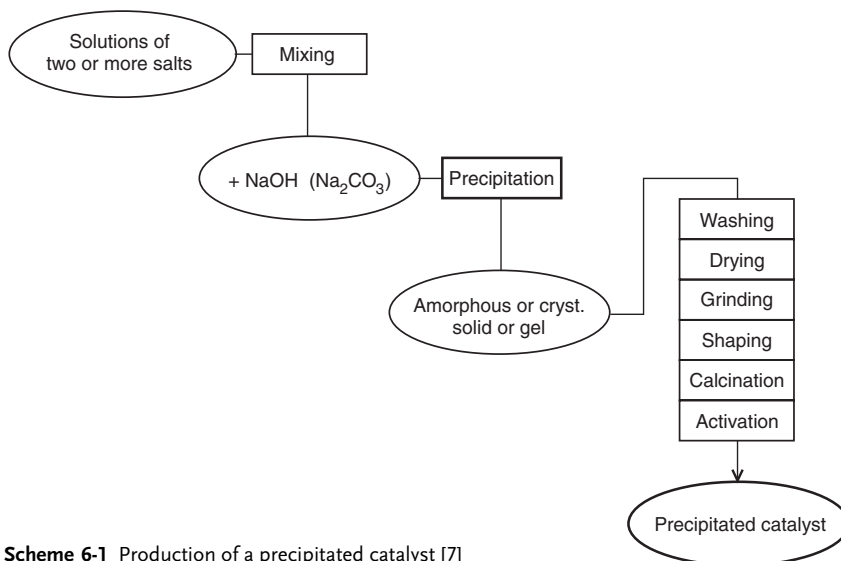 Solutions of
two or more salts
Mixing
+ NaOH (Na₂CO₃)
Precipitation
Amorphous or cryst.
solid or gel
Washing
Drying
Grinding
Shaping
Calcination
Activation
Precipitated catalyst
Scheme 6-1 Production of a precipitated catalyst [7]